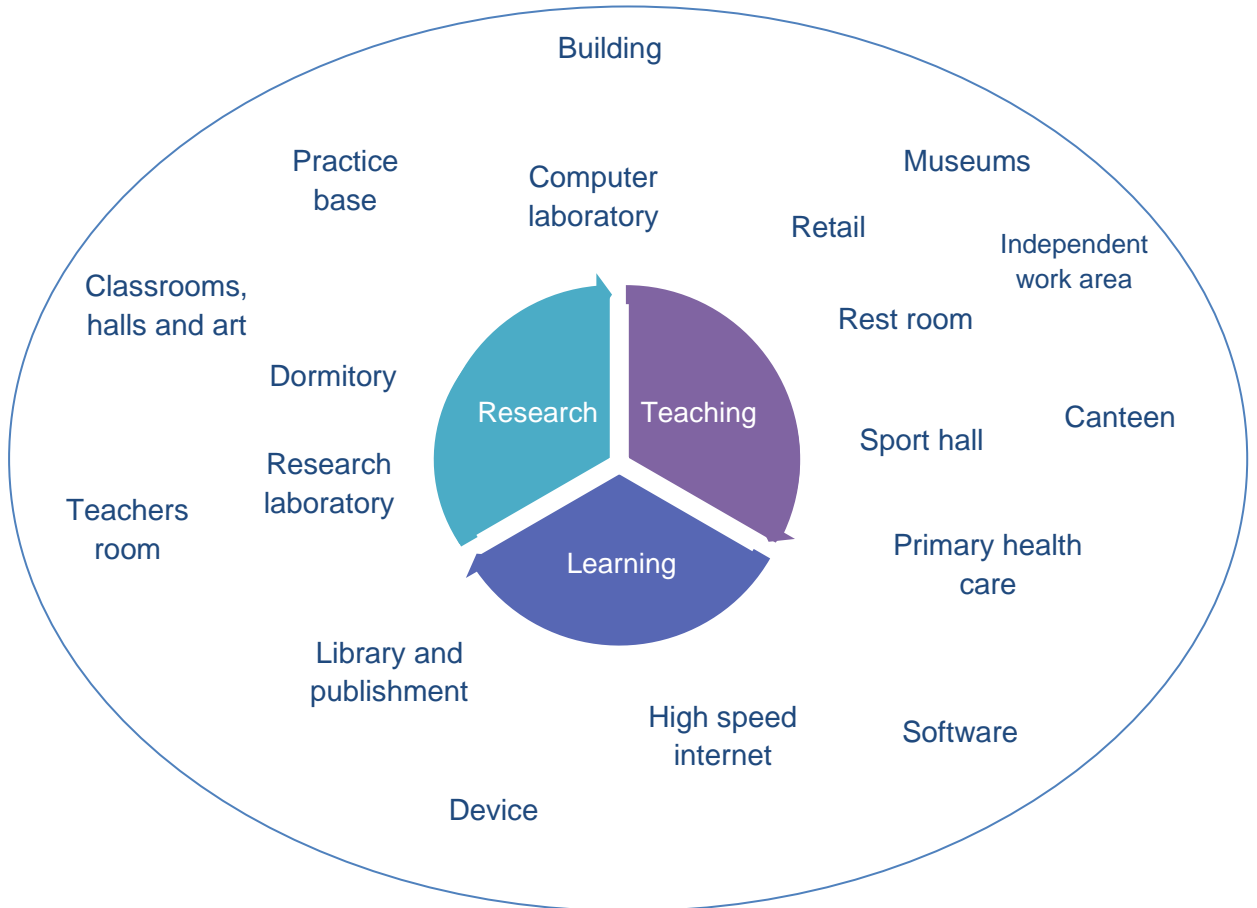 Building
Practice
base
Computer
laboratory
Museums
Retail
Independent
work area
Classrooms,
halls and art
Rest room
Dormitory
Research
Teaching
Canteen
Sport hall
Research
laboratory
Teachers
room
Primary health
care
Learning
Library and
publishment
High speed
internet
Software
Device